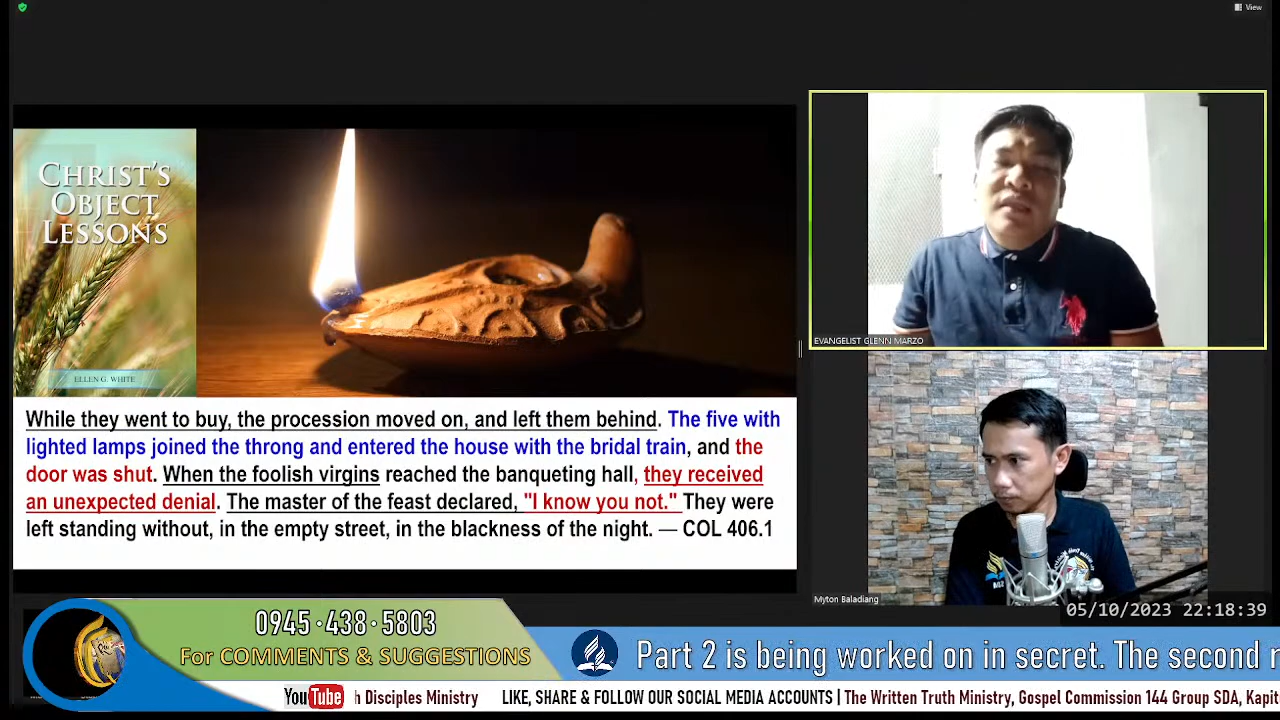 View
CHRIST'S
OBJECT
LESSONS
ELLEN G. WHITE
While they went to buy, the procession moved on, and left them behind. The five with
lighted lamps joined the throng and entered the house with the bridal train, and the
door was shut. When the foolish virgins reached the banqueting hall, they received
an unexpected denial. The master of the feast declared, "I know you not." They were
left standing without, in the empty street, in the blackness of the night. — COL 406.1
EVANGELIST GLENN MARZO
Myton Baladiang
05/10/2023 22:18:39
0945·438·5803
For COMMENTS & SUGGESTIONS
Part 2 is being worked on in secret. The second
YouTube h Disciples Ministry LIKE, SHARE & FOLLOW OUR SOCIAL MEDIA ACCOUNTS | The Written Truth Ministry, Gospel Commission 144 Group SDA, Kapit